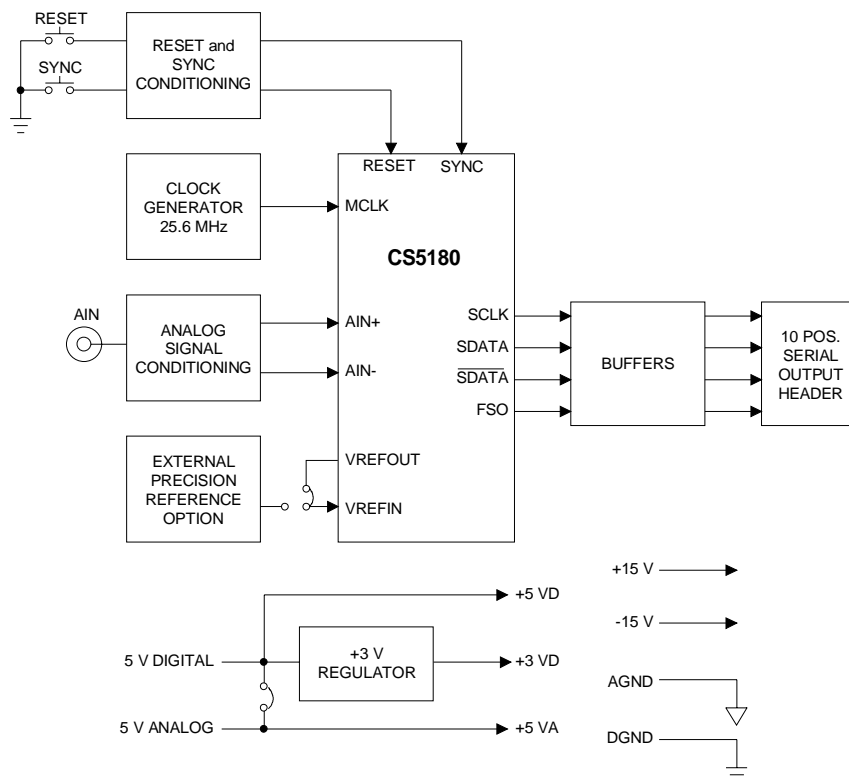 RESET
SYNC
RESET and
SYNC
CONDITIONING
RESET
SYNC
CLOCK
GENERATOR
25.6 MHz
MCLK
CS5180
AIN
ANALOG
SIGNAL
CONDITIONING
AIN+
AIN-
SCLK
SDATA
SDATA
FSO
BUFFERS
10 POS.
SERIAL
OUTPUT
HEADER
EXTERNAL
PRECISION
REFERENCE
OPTION
VREFOUT
VREFIN
+15 V
-15 V
+5 VD
5 V DIGITAL
+3 V
REGULATOR
+3 VD
5 V ANALOG
+5 VA
AGND
DGND